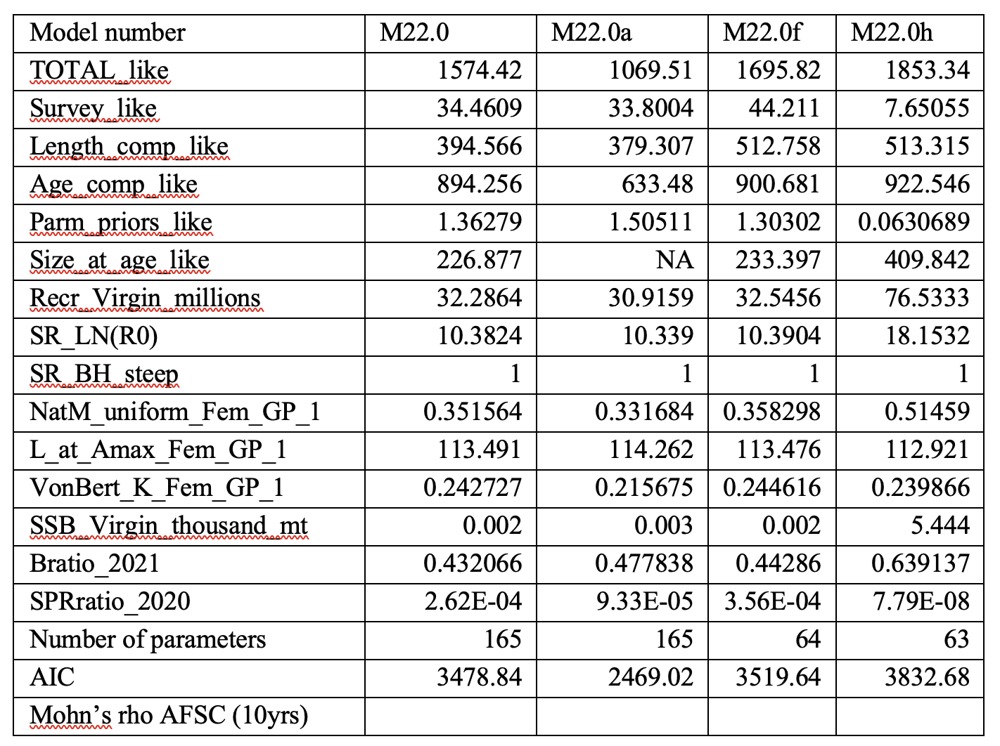 Model number M22.0 M22.0a M22.0f M22.0h
TOTAL_like 1574.42 1069.51 1695.82 1853.34
Survey_like 34.4609 33.8004 44.211 7.65055
Length_comp_like 394.566 379.307 512.758 513.315
Age_comp_like 894.256 633.48 900.681 922.546
Parm_priors_like 1.36279 1.50511 1.30302 0.0630689
Size_at_age_like 226.877 NA 233.397 409.842
Recr_Virgin_millions 32.2864 30.9159 32.5456 76.5333
SR_LN(R0) 10.3824 10.339 10.3904 18.1532
SR_BH_steep 1 1 1 1
NatM_uniform_Fem_GP_1 0.351564 0.331684 0.358298 0.51459
L_at_Amax_Fem_GP_1 113.491 114.262 113.476 112.921
VonBert_K_Fem_GP_1 0.242727 0.215675 0.244616 0.239866
SSB_Virgin_thousand_mt 0.002 0.003 0.002 5.444
Bratio_2021 0.432066 0.477838 0.44286 0.639137
SPRratio_2020 2.62E-04 9.33E-05 3.56E-04 7.79E-08
Number of parameters 165 165 64 63
AIC 3478.84 2469.02 3519.64 3832.68
Mohn’s rho AFSC (10yrs)